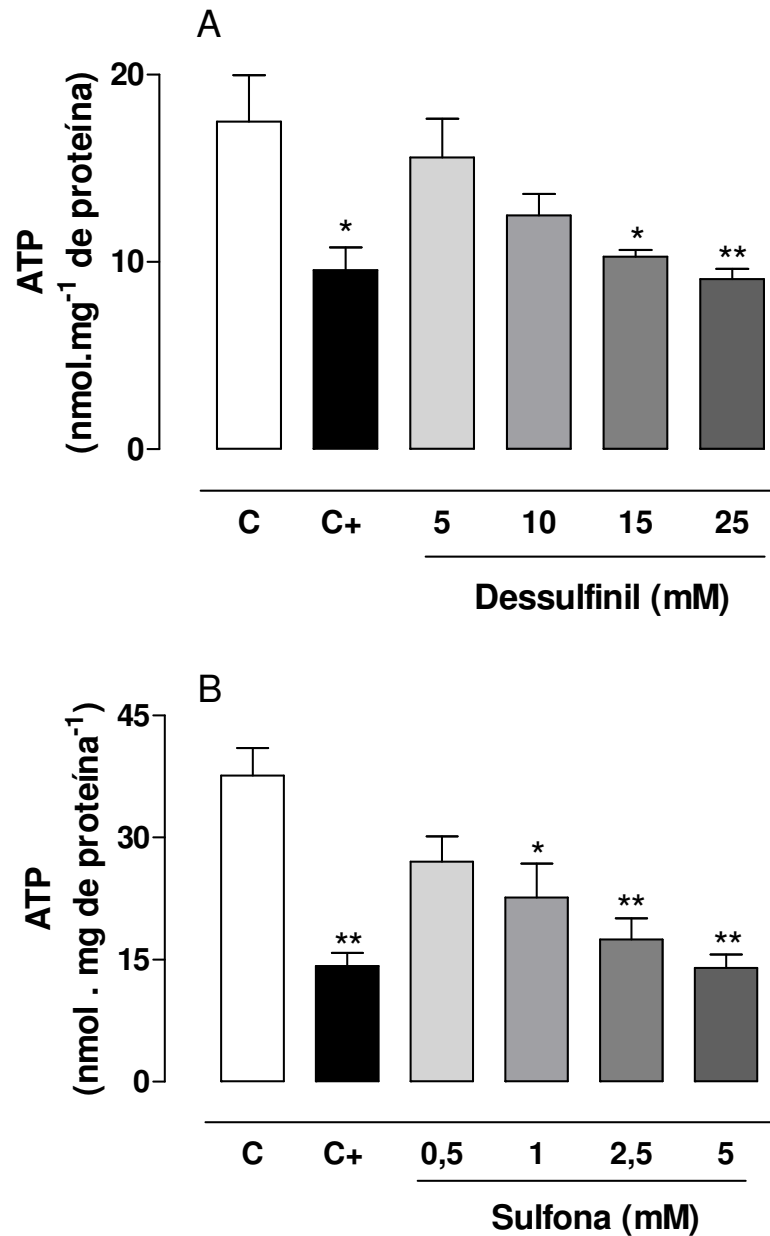 A
ATP
(nmol.mg⁻¹ de proteína)
20
10
0
*
*
**
C C+ 5 10 15 25
Dessulfinil (mM)
B
ATP
(nmol . mg de proteína⁻¹)
45
30
15
0
**
*
**
**
C C+ 0,5 1 2,5 5
Sulfona (mM)